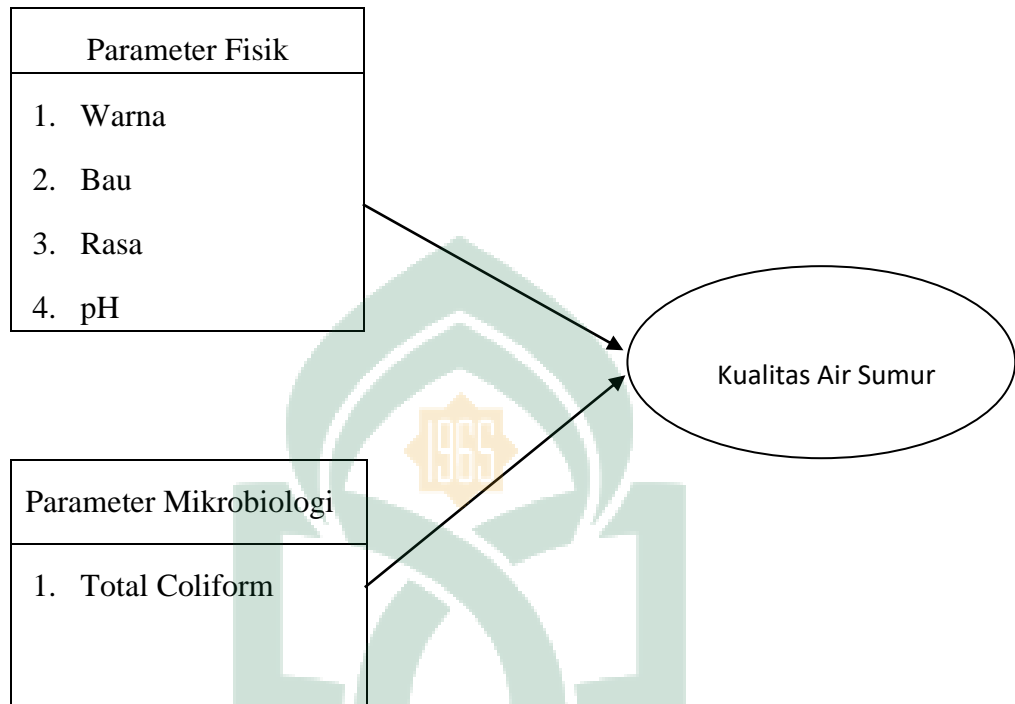 Parameter Fisik
1. Warna
2. Bau
3. Rasa
4. pH
Kualitas Air Sumur
1965
Parameter Mikrobiologi
1. Total Coliform